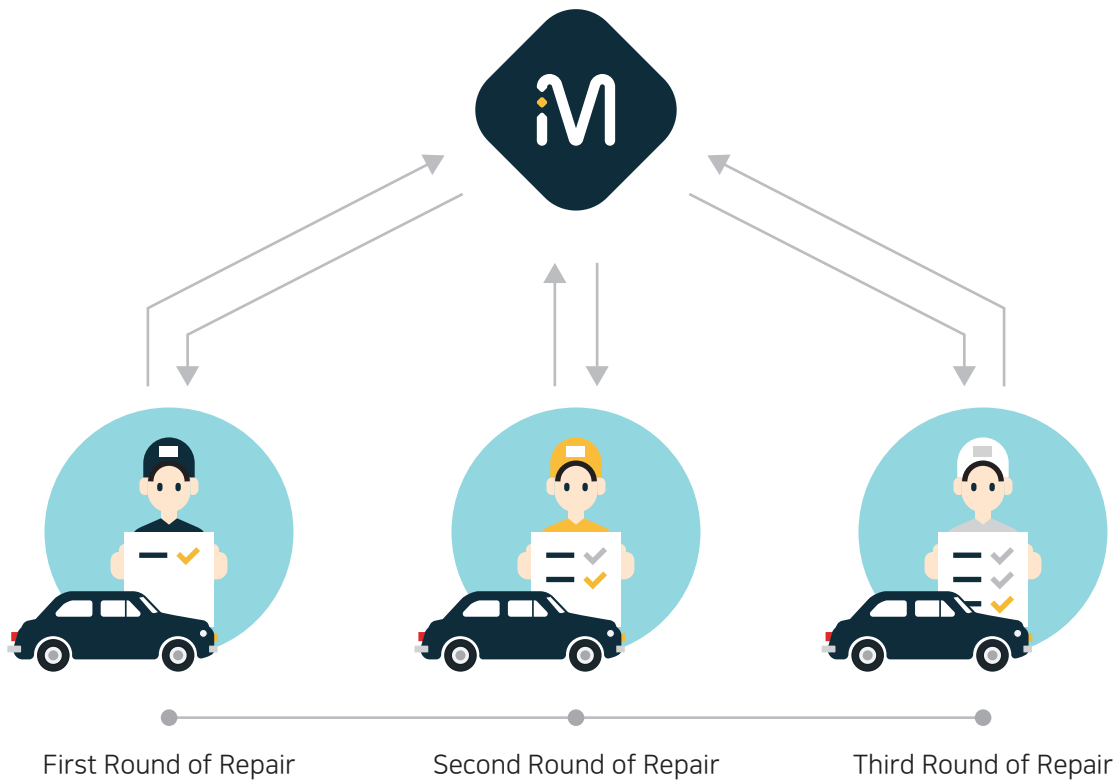 iM
First Round of Repair
Second Round of Repair
Third Round of Repair